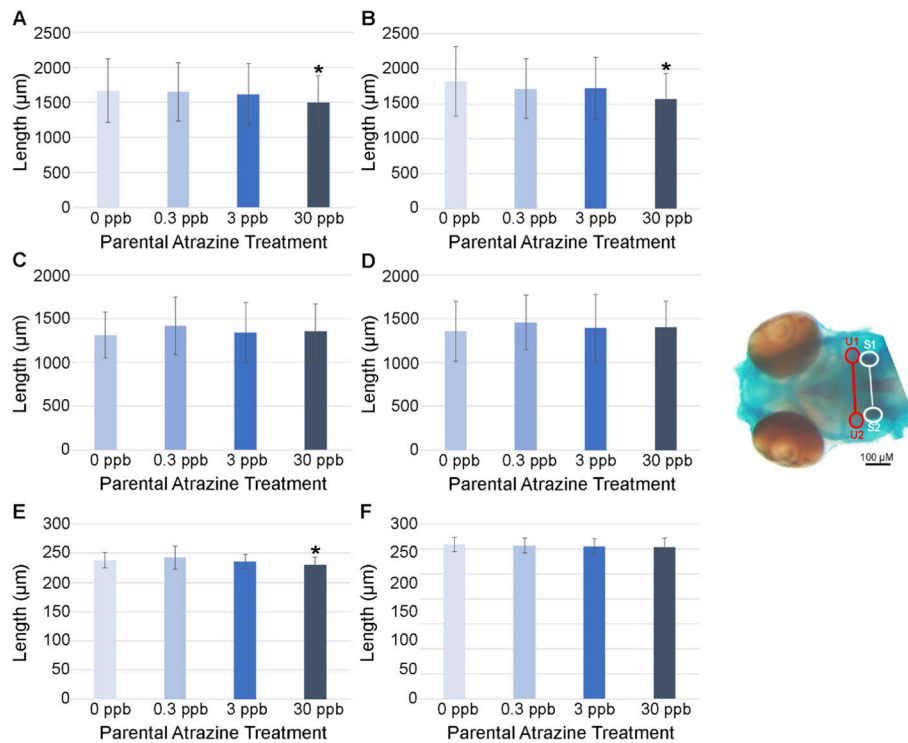 A
2500
2000
1500
1000
500
0
Length (µm)
*
0 ppb 0.3 ppb 3 ppb 30 ppb
Parental Atrazine Treatment
B
2500
2000
1500
1000
500
0
Length (µm)
*
0 ppb 0.3 ppb 3 ppb 30 ppb
Parental Atrazine Treatment
C
2000
1500
1000
500
0
Length (µm)
0 ppb 0.3 ppb 3 ppb 30 ppb
Parental Atrazine Treatment
D
2000
1500
1000
500
0
Length (µm)
0 ppb 0.3 ppb 3 ppb 30 ppb
Parental Atrazine Treatment
U1 S1
U2 S2
100 µM
E
300
250
200
150
100
50
0
Length (µm)
*
0 ppb 0.3 ppb 3 ppb 30 ppb
Parental Atrazine Treatment
F
300
250
200
150
100
50
0
Length (µm)
0 ppb 0.3 ppb 3 ppb 30 ppb
Parental Atrazine Treatment